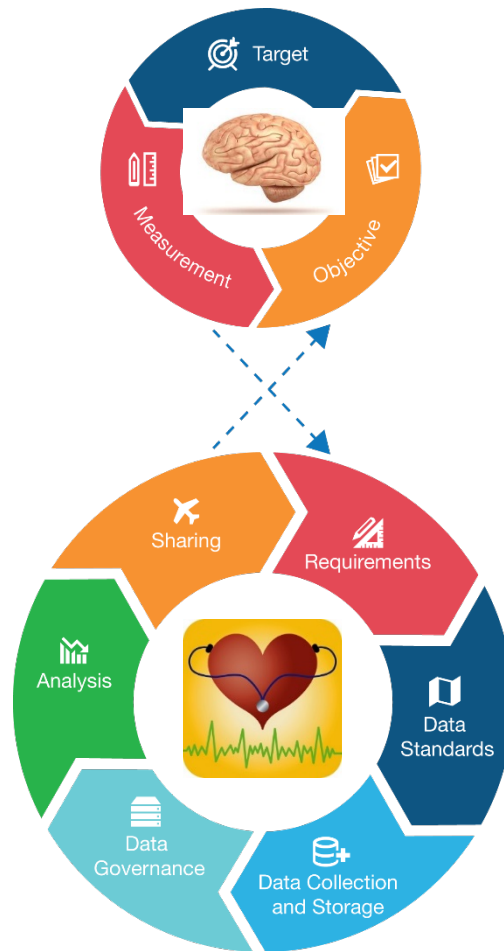 Target
Measurement
Objective
Sharing
Requirements
Analysis
Data
Standards
Data
Governance
Data Collection
and Storage